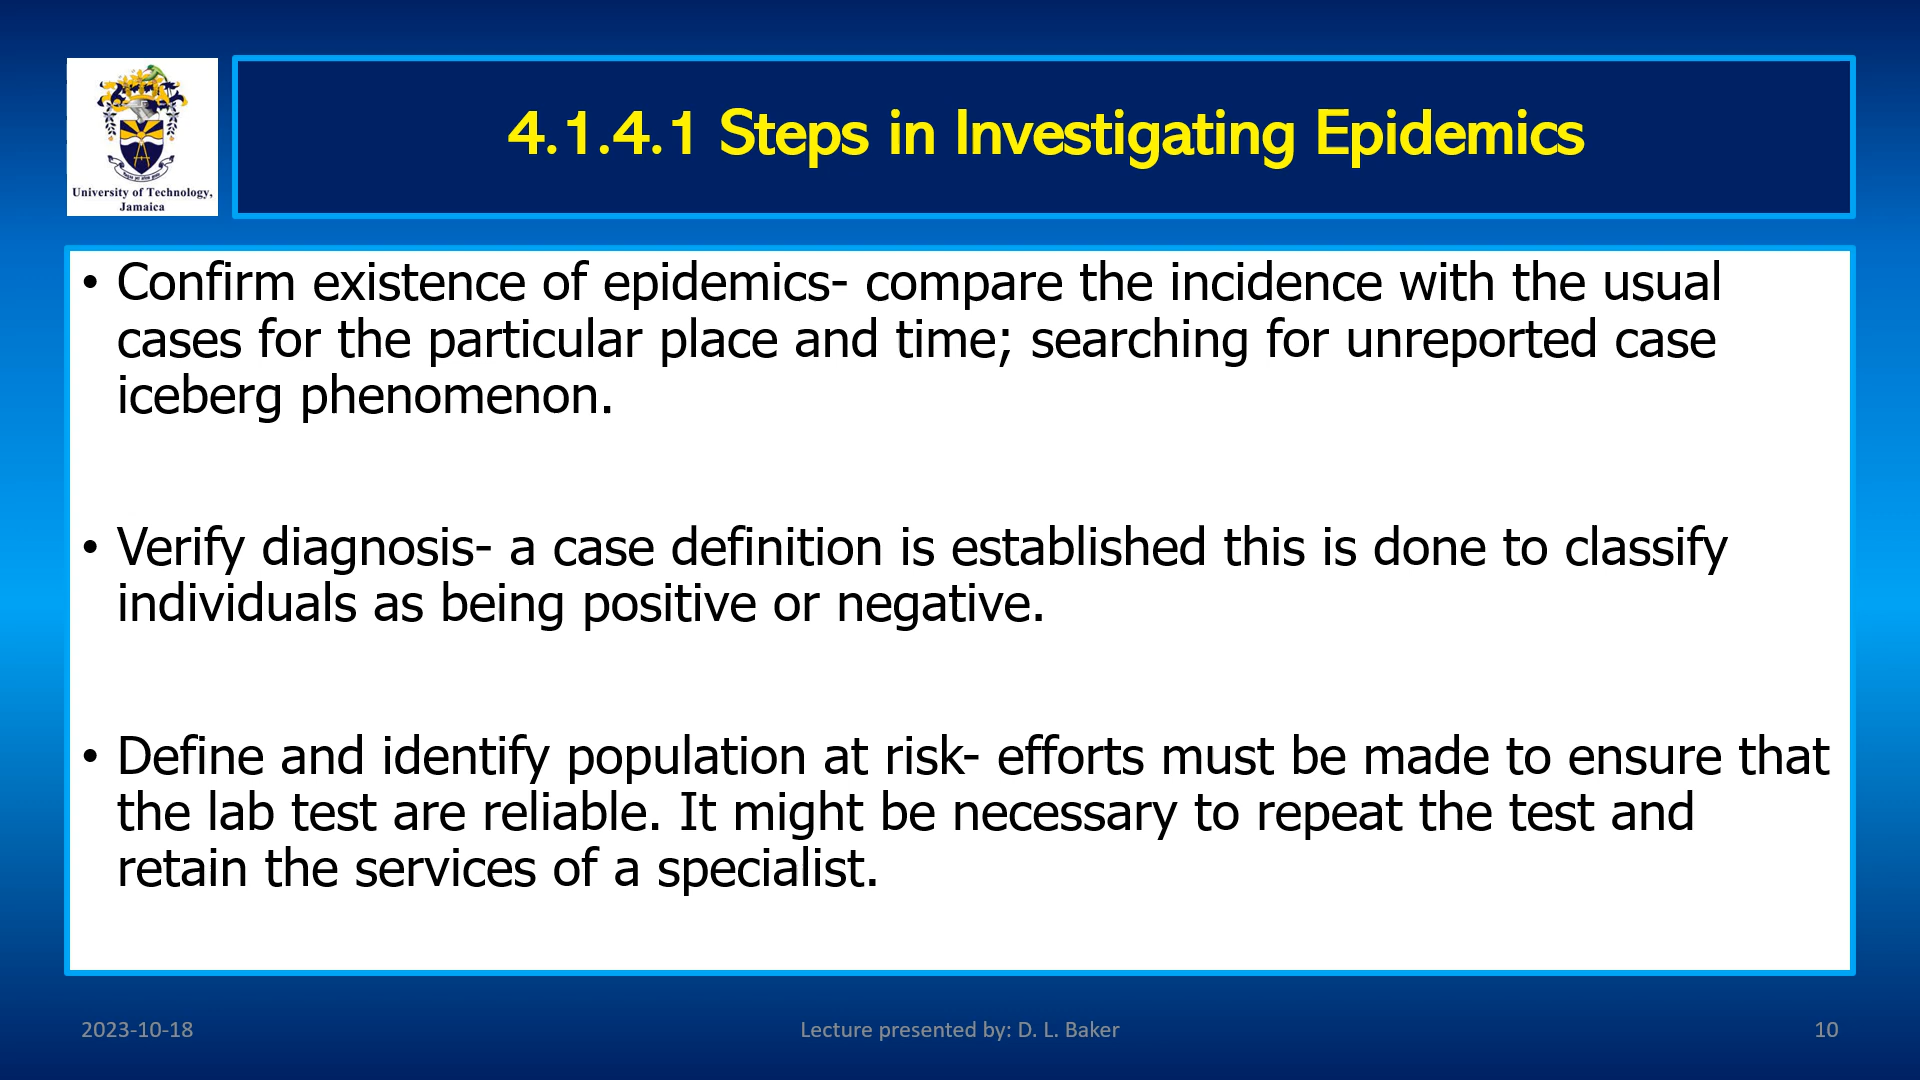 University of Technology,
Jamaica
4.1.4.1 Steps in Investigating Epidemics
• Confirm existence of epidemics- compare the incidence with the usual
cases for the particular place and time; searching for unreported case
iceberg phenomenon.
• Verify diagnosis- a case definition is established this is done to classify
individuals as being positive or negative.
• Define and identify population at risk- efforts must be made to ensure that
the lab test are reliable. It might be necessary to repeat the test and
retain the services of a specialist.
2023-10-18
Lecture presented by: D. L. Baker
10